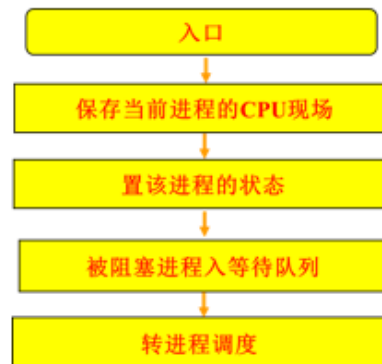 入口
保存当前进程的CPU现场
置该进程的状态
被阻塞进程入等待队列
转进程调度